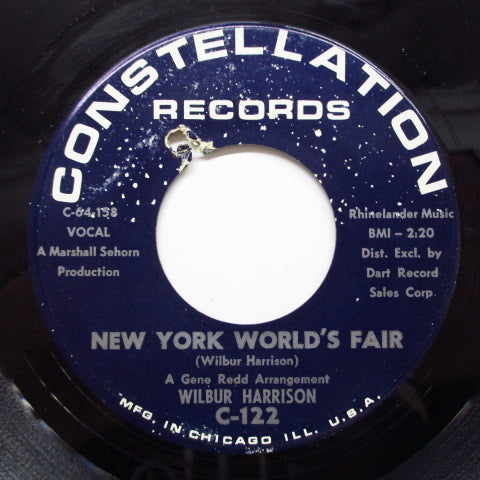 CONSTELLATION
RECORDS
C-64-138
VOCAL
A Marshall Sehorn
Production
Rhinelander Music
BMI - 2:20
Dist. Excl. by
Dart Record
Sales Corp.
NEW YORK WORLD'S FAIR
(Wilbur Harrison)
A Gene Redd Arrangement
WILBUR HARRISON
C-122
MFG. IN CHICAGO ILL. U.S.A.